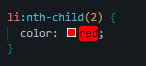 li:nth-child(2) {
  color: red;
}